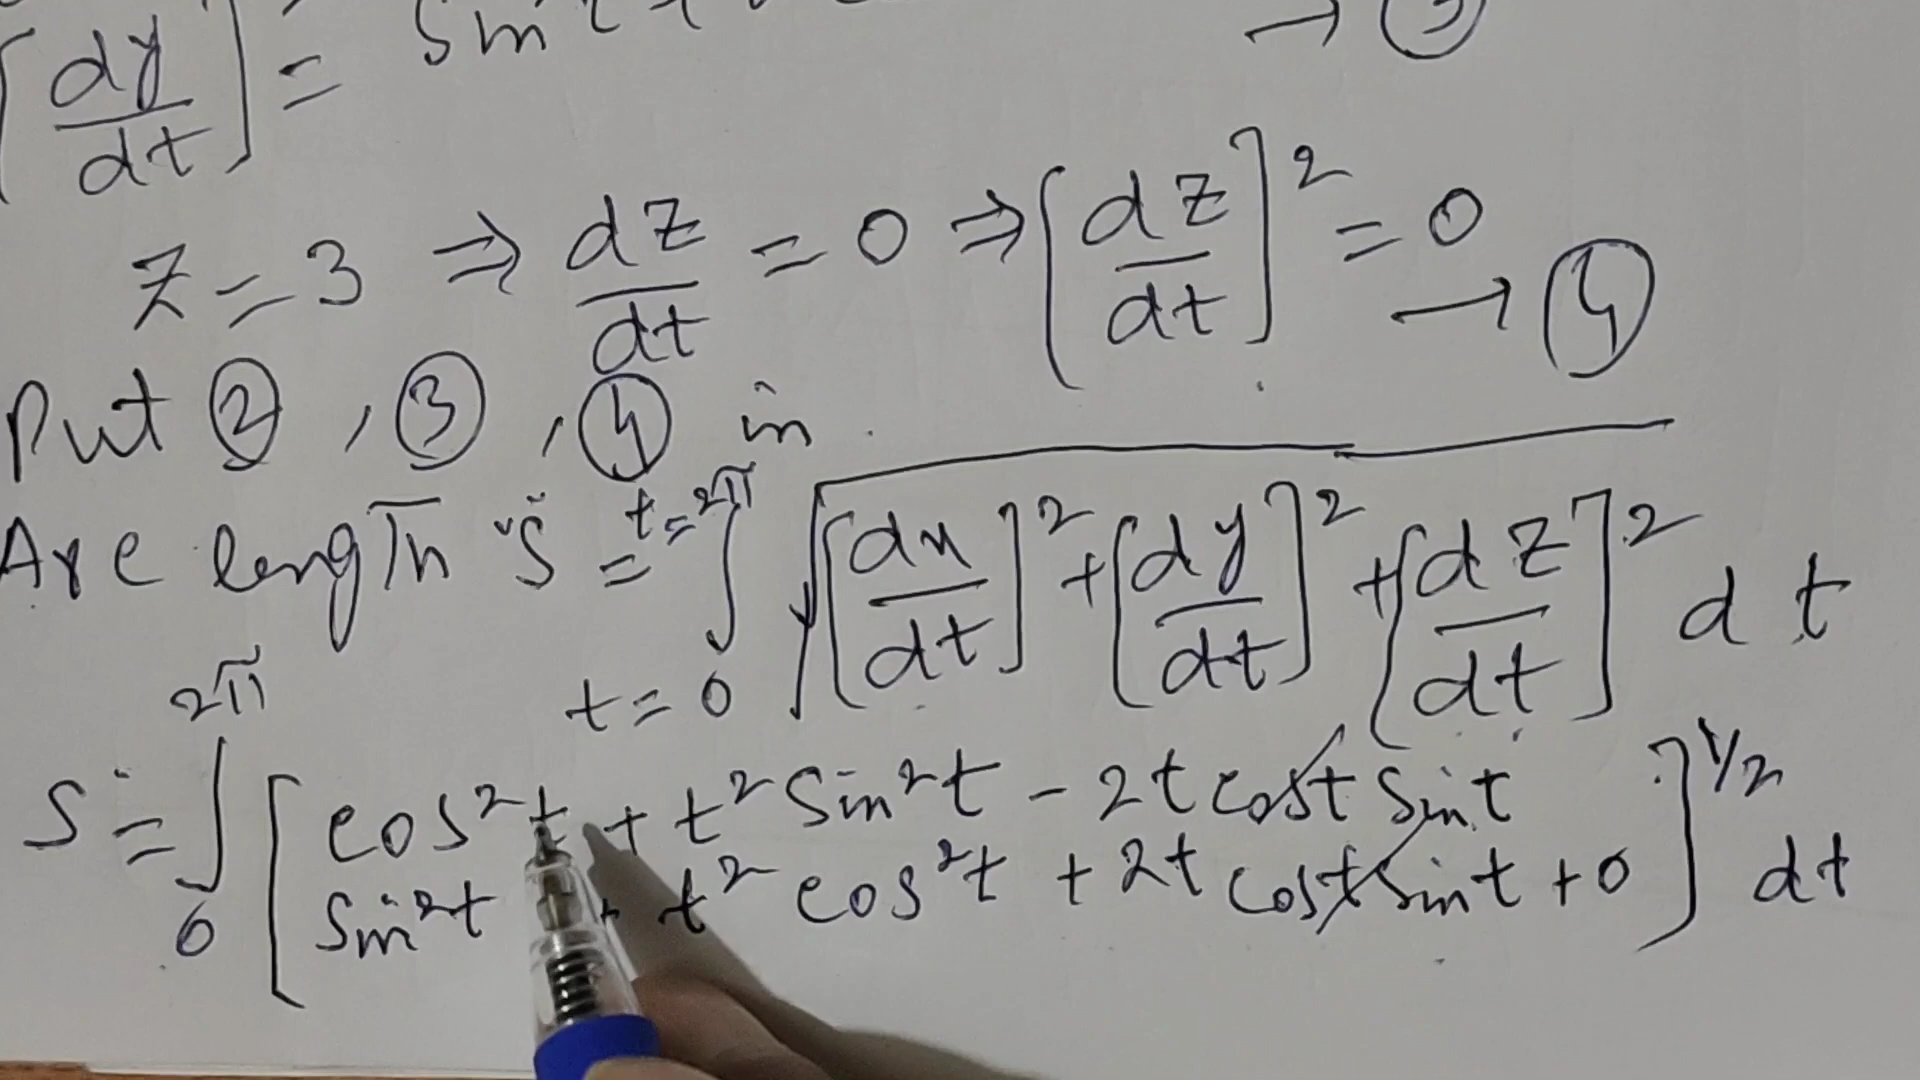 [dy/dt] = Sin²t + → ③
Z = 3 ⇒ dZ/dt = 0 ⇒ [dZ/dt]² = 0 → ④
Put ②, ③, ④ in
Arc length "S" = ∫_{t=0}^{t=2π} √([dx/dt]² + [dy/dt]² + [dZ/dt]²) dt
S = ∫_0^{2π} [cos²t + t² Sin²t - 2t cost Sint
Sin²t + t² cos²t + 2t cost Sint + 0]^{1/2} dt